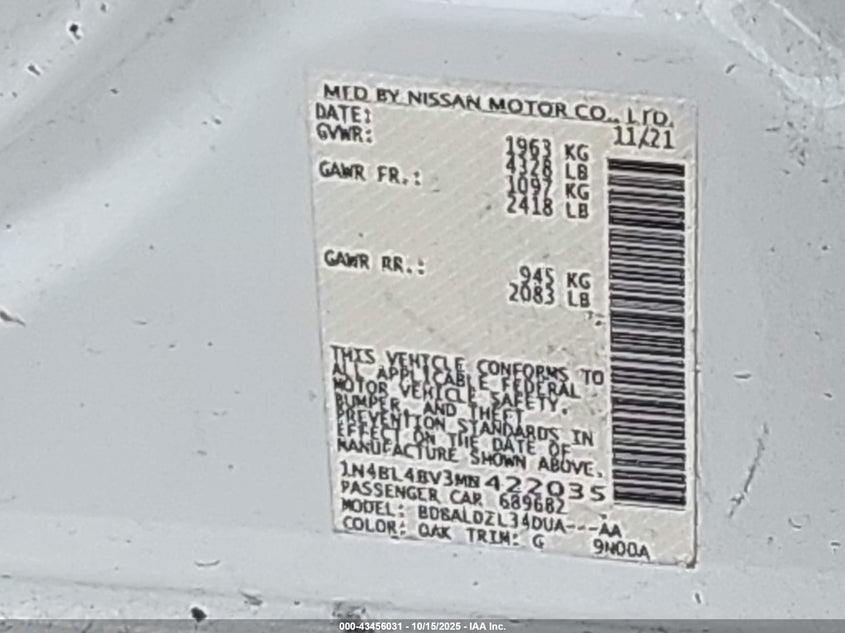 MFD BY NISSAN MOTOR CO., LTD.
DATE: 11/21
GVWR: 1963 KG
4328 LB
GAWR FR.: 1097 KG
2418 LB
GAWR RR.: 945 KG
2083 LB
THIS VEHICLE CONFORMS TO
ALL APPLICABLE FEDERAL
MOTOR VEHICLE SAFETY,
BUMPER, AND THEFT
PREVENTION STANDARDS IN
EFFECT ON THE DATE OF
MANUFACTURE SHOWN ABOVE.
1N4BL4BV3MN422035
PASSENGER CAR 689682
MODEL: BDBALDZL34DUA---AA
COLOR: QAK TRIM: G 9N00A
000-43456031 - 10/15/2025 - IAA Inc.